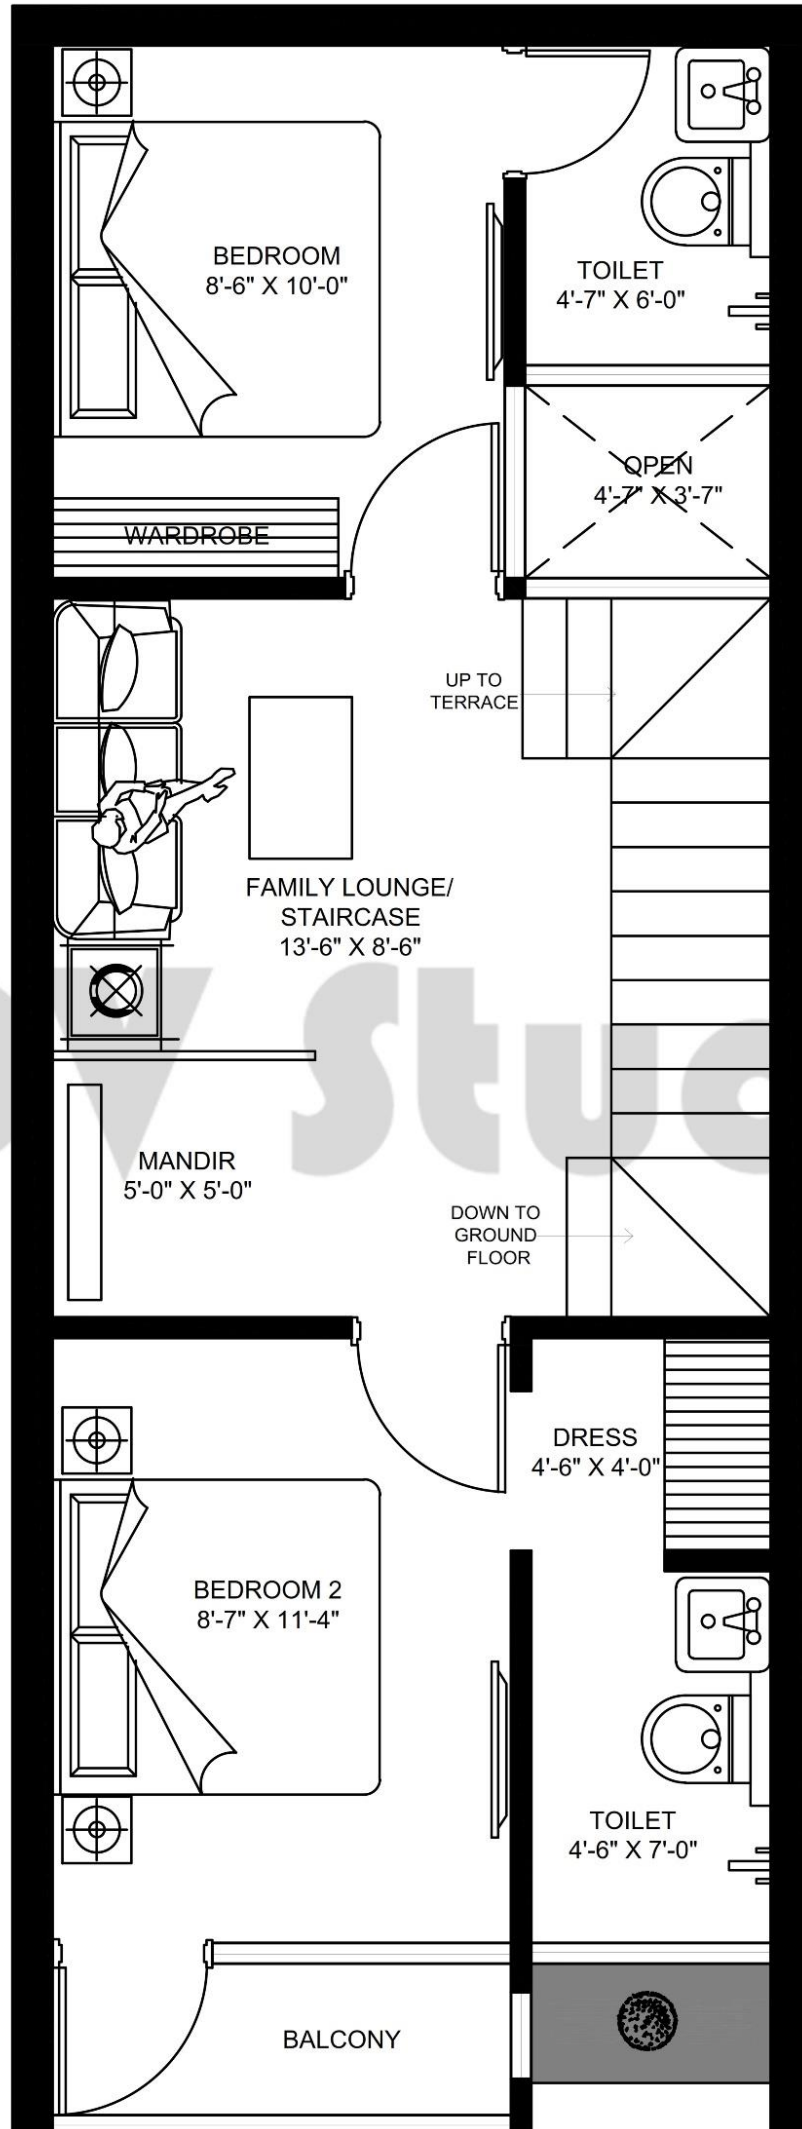 BEDROOM
8'-6" X 10'-0"
TOILET
4'-7" X 6'-0"
OPEN
4'-7" X 3'-7"
WARDROBE
UP TO
TERRACE
FAMILY LOUNGE/
STAIRCASE
13'-6" X 8'-6"
MANDIR
5'-0" X 5'-0"
DOWN TO
GROUND
FLOOR
DRESS
4'-6" X 4'-0"
BEDROOM 2
8'-7" X 11'-4"
TOILET
4'-6" X 7'-0"
BALCONY